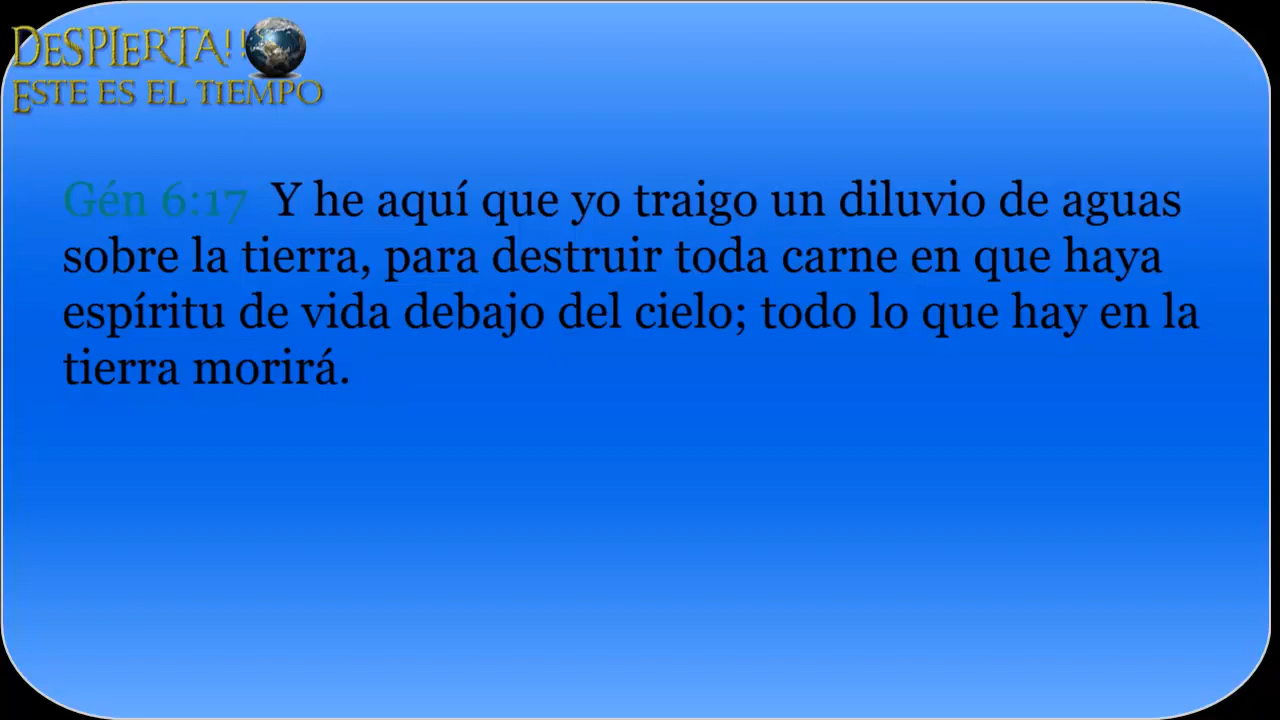 DESPIERTA!!
ESTE ES EL TIEMPO
Gén 6:17 Y he aquí que yo traigo un diluvio de aguas
sobre la tierra, para destruir toda carne en que haya
espíritu de vida debajo del cielo; todo lo que hay en la
tierra morirá.